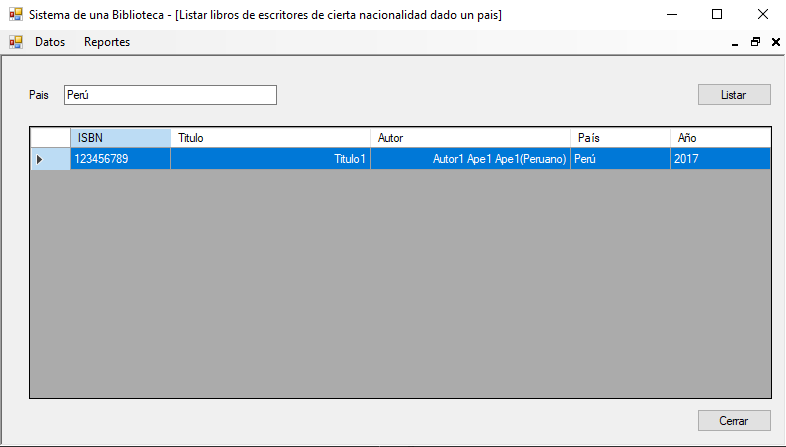 Sistema de una Biblioteca - [Listar libros de escritores de cierta nacionalidad dado un pais]
Datos Reportes
Pais Perú Listar
ISBN Titulo Autor País Año
123456789 Titulo1 Autor1 Ape1 Ape1(Peruano) Perú 2017
Cerrar